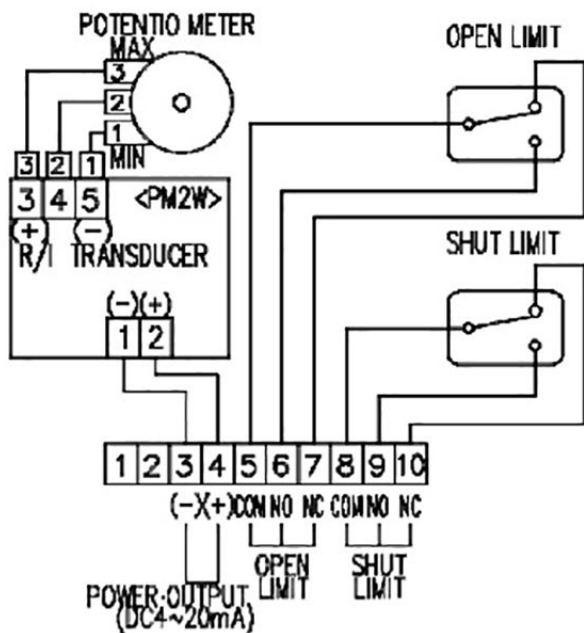 POTENTIO METER
MAX
3
2
1
MIN
3 2 1
3 4 5 <PM2W>
(+) (-)
R/I TRANSDUCER
(-)(+)
1 2
OPEN LIMIT
SHUT LIMIT
1 2 3 4 5 6 7 8 9 10
(-)(+) COM NO NC COM NO NC
OPEN LIMIT
SHUT LIMIT
POWER·OUTPUT
(DC4~20mA)